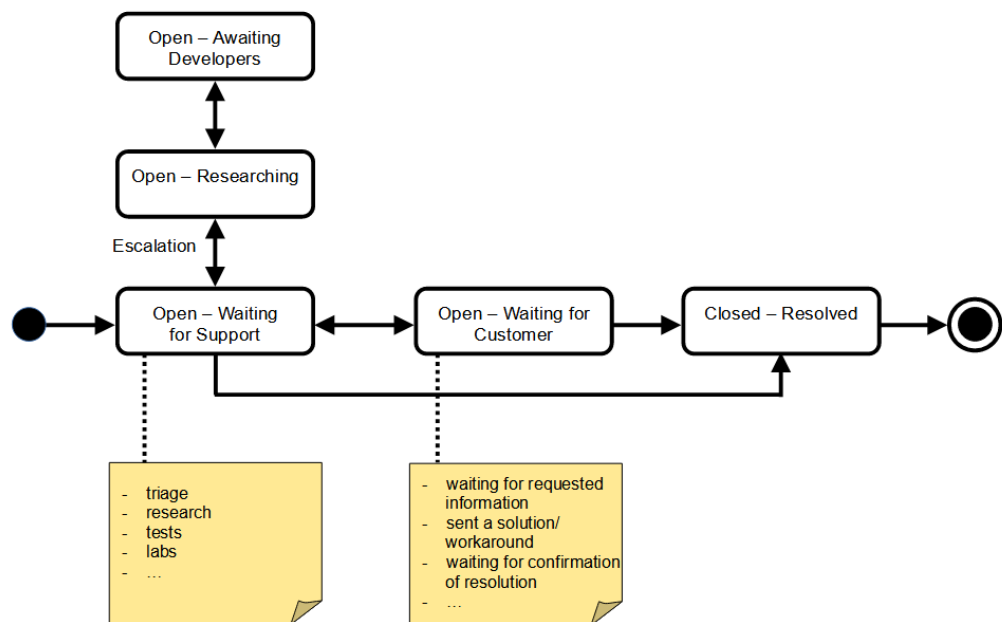 Open – Awaiting
Developers
Open – Researching
Escalation
Open – Waiting
for Support
Open – Waiting for
Customer
Closed – Resolved
- triage
- research
- tests
- labs
- ...
- waiting for requested
information
- sent a solution/
workaround
- waiting for confirmation
of resolution
- ...